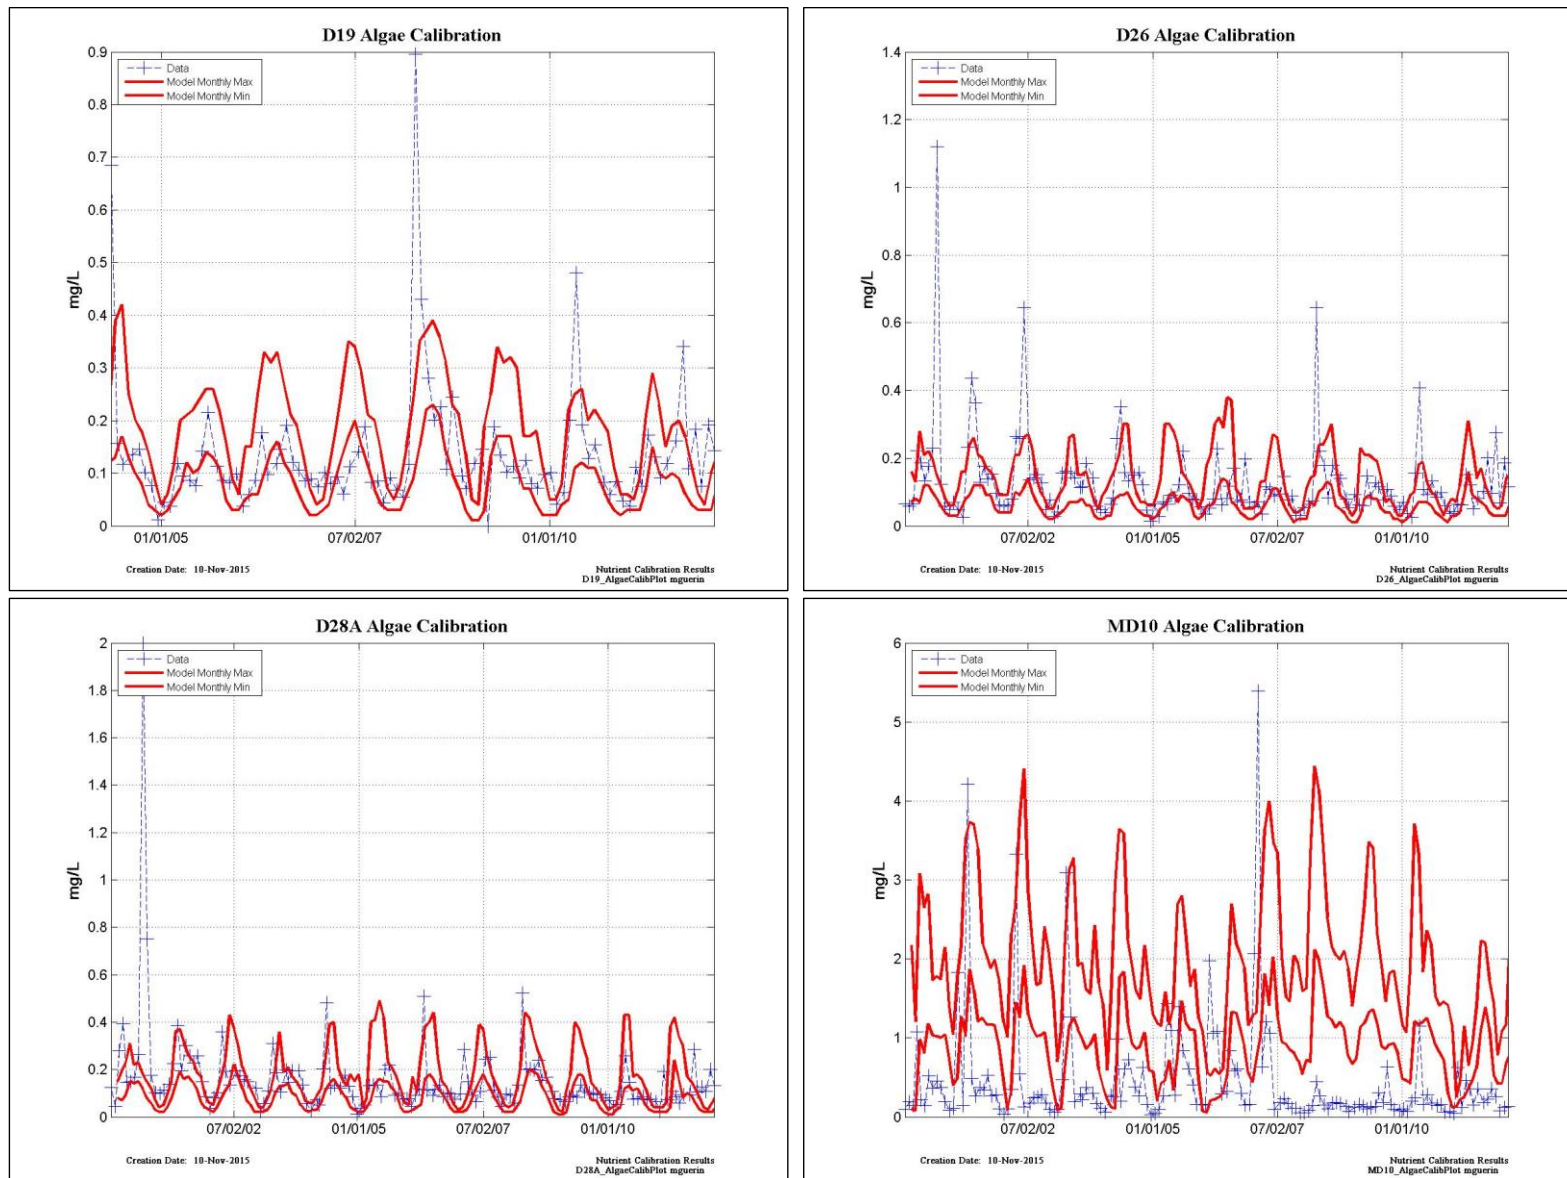 D19 Algae Calibration
Data
Model Monthly Max
Model Monthly Min
0.9
0.8
0.7
0.6
0.5
0.4
0.3
0.2
0.1
0
mg/L
01/01/05
07/02/07
01/01/10
Creation Date: 10-Nov-2015
Nutrient Calibration Results
D19_AlgaeCalibPlot mguerin
D26 Algae Calibration
Data
Model Monthly Max
Model Monthly Min
1.4
1.2
1
0.8
0.6
0.4
0.2
0
mg/L
07/02/02
01/01/05
07/02/07
01/01/10
Creation Date: 10-Nov-2015
Nutrient Calibration Results
D26_AlgaeCalibPlot mguerin
D28A Algae Calibration
Data
Model Monthly Max
Model Monthly Min
2
1.8
1.6
1.4
1.2
1
0.8
0.6
0.4
0.2
0
mg/L
07/02/02
01/01/05
07/02/07
01/01/10
Creation Date: 10-Nov-2015
Nutrient Calibration Results
D28A_AlgaeCalibPlot mguerin
MD10 Algae Calibration
Data
Model Monthly Max
Model Monthly Min
6
5
4
3
2
1
0
mg/L
07/02/02
01/01/05
07/02/07
01/01/10
Creation Date: 10-Nov-2015
Nutrient Calibration Results
MD10_AlgaeCalibPlot mguerin